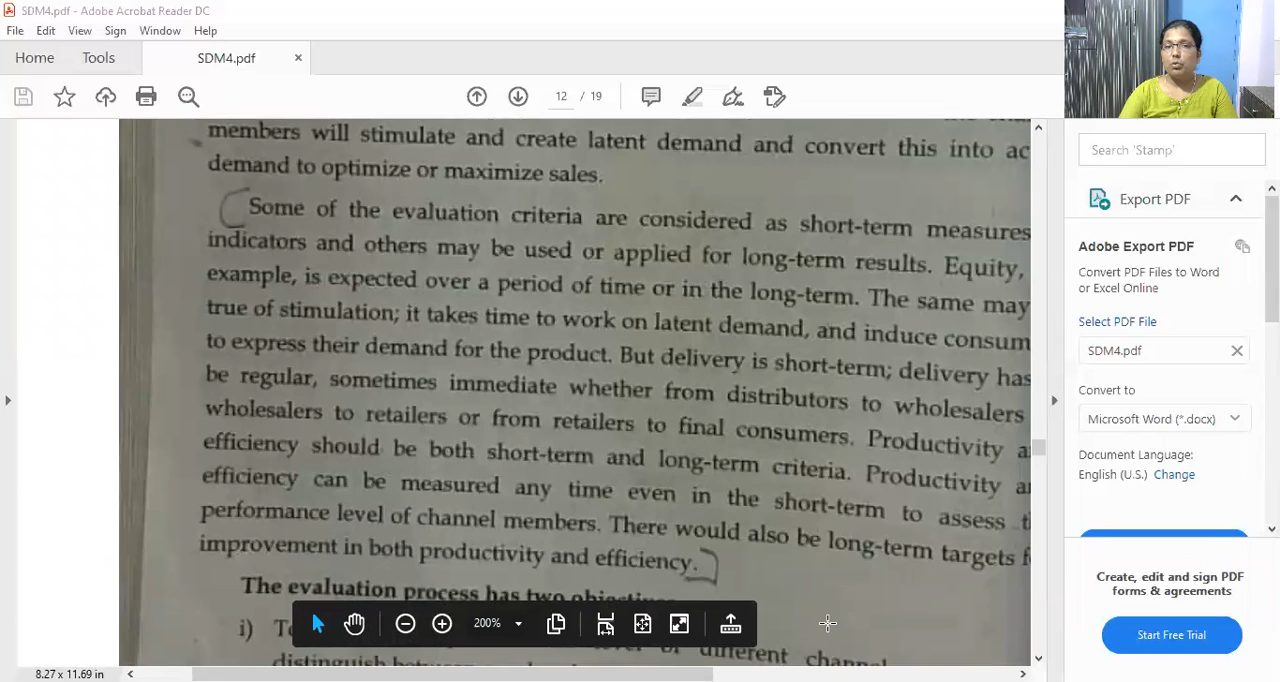 SDM4.pdf - Adobe Acrobat Reader DC
File Edit View Sign Window Help
Home Tools SDM4.pdf ×
12 / 19
members will stimulate and create latent demand and convert this into ac
demand to optimize or maximize sales.
Some of the evaluation criteria are considered as short-term measures
indicators and others may be used or applied for long-term results. Equity,
example, is expected over a period of time or in the long-term. The same may
true of stimulation; it takes time to work on latent demand, and induce consum
to express their demand for the product. But delivery is short-term; delivery has
be regular, sometimes immediate whether from distributors to wholesalers
wholesalers to retailers or from retailers to final consumers. Productivity a
efficiency should be both short-term and long-term criteria. Productivity ar
efficiency can be measured any time even in the short-term to assess t
performance level of channel members. There would also be long-term targets f
improvement in both productivity and efficiency.
The evaluation process has two
i)
different
distinguish
200%
8.27 x 11.69 in
Search 'Stamp'
Export PDF
Adobe Export PDF
Convert PDF Files to Word
or Excel Online
Select PDF File
SDM4.pdf
Convert to
Microsoft Word (*.docx)
Document Language:
English (U.S.) Change
Create, edit and sign PDF
forms & agreements
Start Free Trial